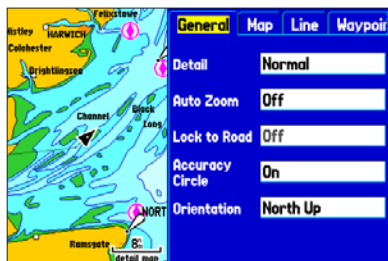 Felixstowe
HARWICH
Colchester
Brightlingsea
Channel
Black
Long
NORT
Ramsgate
8
detail map
General Map Line Waypoin
Detail Normal
Auto Zoom Off
Lock to Road Off
Accuracy Circle On
Orientation North Up